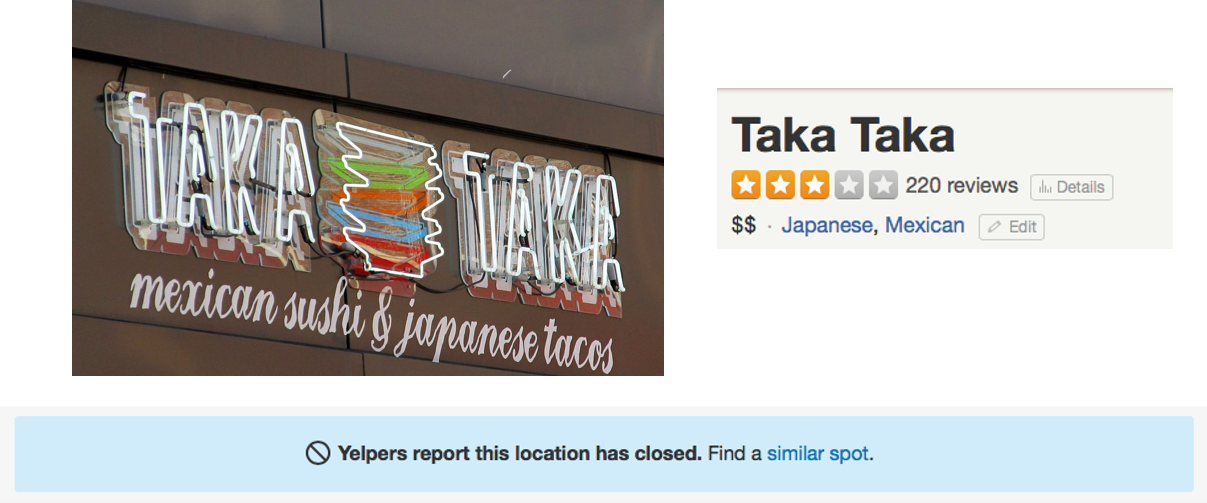 TAKA TAKA
mexican sushi & japanese tacos
Taka Taka
220 reviews Details
$$ · Japanese, Mexican Edit
Yelpers report this location has closed. Find a similar spot.